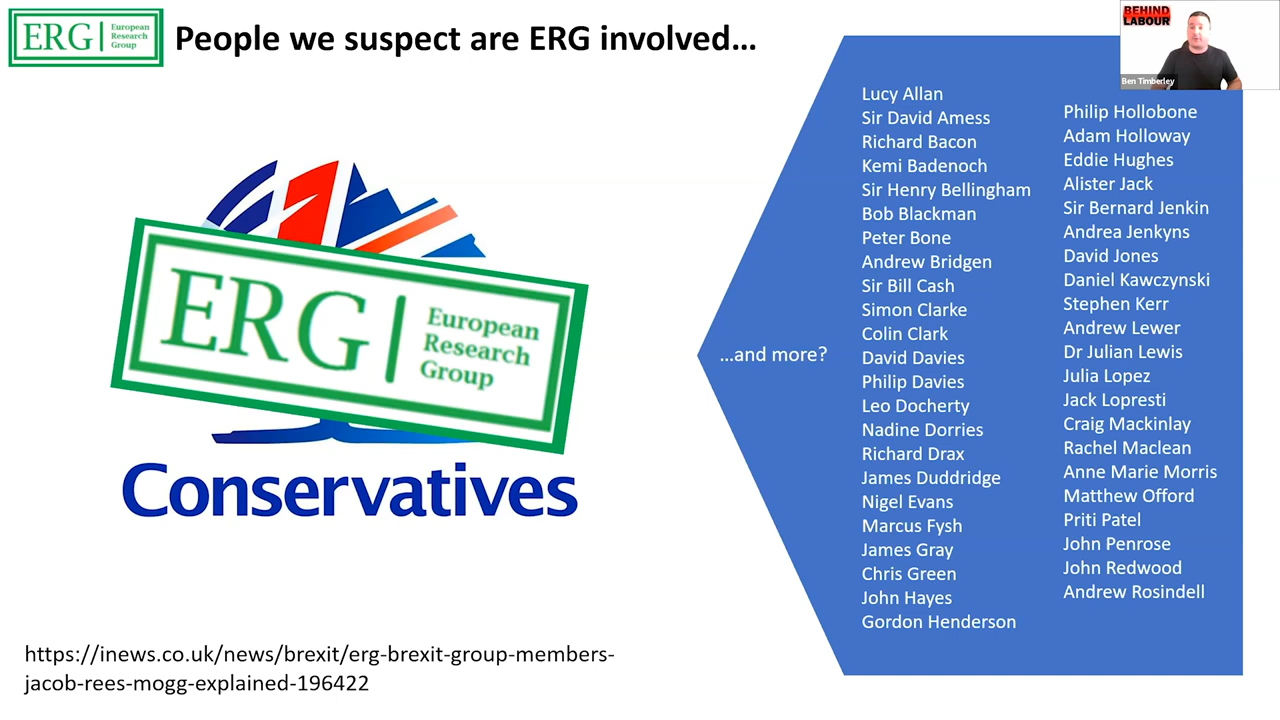 ERG
European
Research
Group
People we suspect are ERG involved...
BEHIND
LABOUR
Ben Timberley
ERG
European
Research
Group
Conservatives
...and more?
Lucy Allan
Sir David Amess
Richard Bacon
Kemi Badenoch
Sir Henry Bellingham
Bob Blackman
Peter Bone
Andrew Bridgen
Sir Bill Cash
Simon Clarke
Colin Clark
David Davies
Philip Davies
Leo Docherty
Nadine Dorries
Richard Drax
James Duddridge
Nigel Evans
Marcus Fysh
James Gray
Chris Green
John Hayes
Gordon Henderson
Philip Hollobone
Adam Holloway
Eddie Hughes
Alister Jack
Sir Bernard Jenkin
Andrea Jenkyns
David Jones
Daniel Kawczynski
Stephen Kerr
Andrew Lewer
Dr Julian Lewis
Julia Lopez
Jack Lopresti
Craig Mackinlay
Rachel Maclean
Anne Marie Morris
Matthew Offord
Priti Patel
John Penrose
John Redwood
Andrew Rosindell
https://inews.co.uk/news/brexit/erg-brexit-group-members-
jacob-rees-mogg-explained-196422